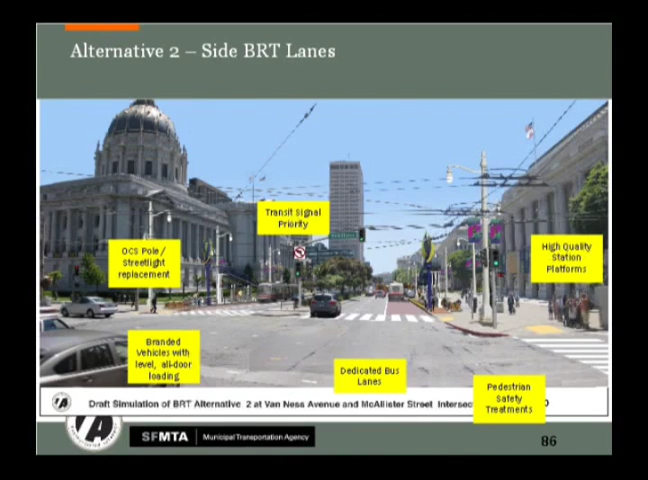 Alternative 2 – Side BRT Lanes
Transit Signal
Priority
OCS Pole /
Streetlight
replacement
High Quality
Station
Platforms
Branded
Vehicles with
level, all-door
loading
Dedicated Bus
Lanes
Pedestrian
Safety
Treatments
Draft Simulation of BRT Alternative 2 at Van Ness Avenue and McAllister Street
SFMTA Municipal Transportation Agency
86